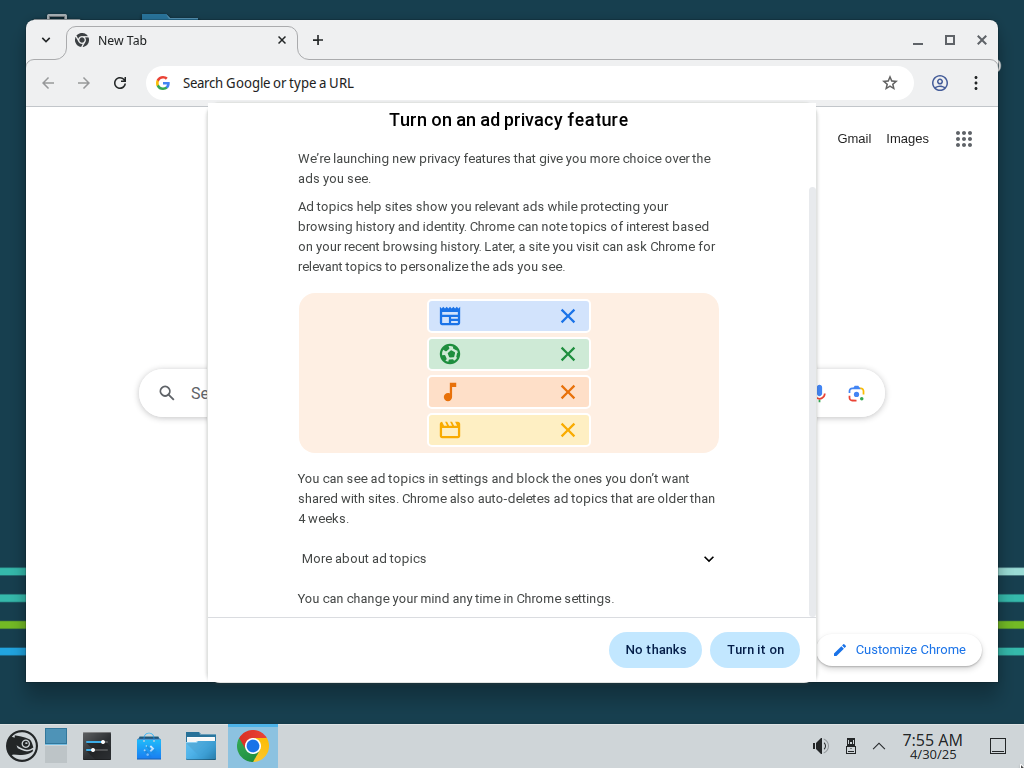 New Tab
Search Google or type a URL
Gmail Images
Turn on an ad privacy feature
We're launching new privacy features that give you more choice over the
ads you see.
Ad topics help sites show you relevant ads while protecting your
browsing history and identity. Chrome can note topics of interest based
on your recent browsing history. Later, a site you visit can ask Chrome for
relevant topics to personalize the ads you see.
Se
You can see ad topics in settings and block the ones you don't want
shared with sites. Chrome also auto-deletes ad topics that are older than
4 weeks.
More about ad topics
You can change your mind any time in Chrome settings.
No thanks Turn it on
Customize Chrome
7:55 AM
4/30/25